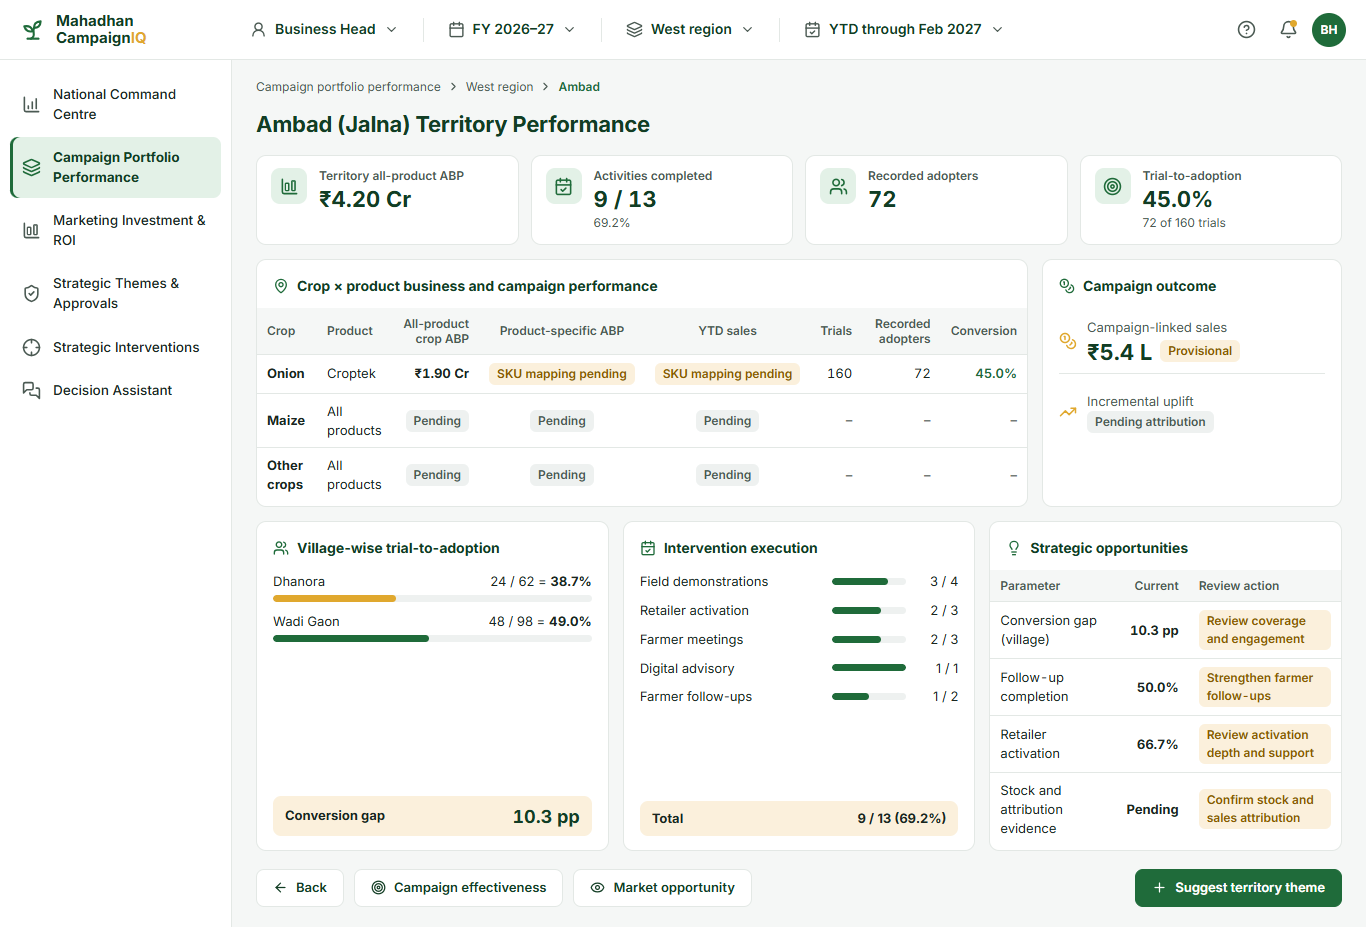 Mahadhan
CampaignIQ
Business Head
FY 2026–27
West region
YTD through Feb 2027
BH
National Command
Centre
Campaign Portfolio
Performance
Marketing Investment &
ROI
Strategic Themes &
Approvals
Strategic Interventions
Decision Assistant
Campaign portfolio performance > West region > Ambad
Ambad (Jalna) Territory Performance
Territory all-product ABP
₹4.20 Cr
Activities completed
9 / 13
69.2%
Recorded adopters
72
Trial-to-adoption
45.0%
72 of 160 trials
Crop × product business and campaign performance
Crop Product All-product crop ABP Product-specific ABP YTD sales Trials Recorded adopters Conversion
Onion Croptek ₹1.90 Cr SKU mapping pending SKU mapping pending 160 72 45.0%
Maize All products Pending Pending Pending – – –
Other crops All products Pending Pending Pending – – –
Campaign outcome
Campaign-linked sales
₹5.4 L Provisional
Incremental uplift
Pending attribution
Village-wise trial-to-adoption
Dhanora 24 / 62 = 38.7%
Wadi Gaon 48 / 98 = 49.0%
Conversion gap 10.3 pp
Intervention execution
Field demonstrations 3 / 4
Retailer activation 2 / 3
Farmer meetings 2 / 3
Digital advisory 1 / 1
Farmer follow-ups 1 / 2
Total 9 / 13 (69.2%)
Strategic opportunities
Parameter Current Review action
Conversion gap (village) 10.3 pp Review coverage and engagement
Follow-up completion 50.0% Strengthen farmer follow-ups
Retailer activation 66.7% Review activation depth and support
Stock and attribution evidence Pending Confirm stock and sales attribution
Back
Campaign effectiveness
Market opportunity
Suggest territory theme